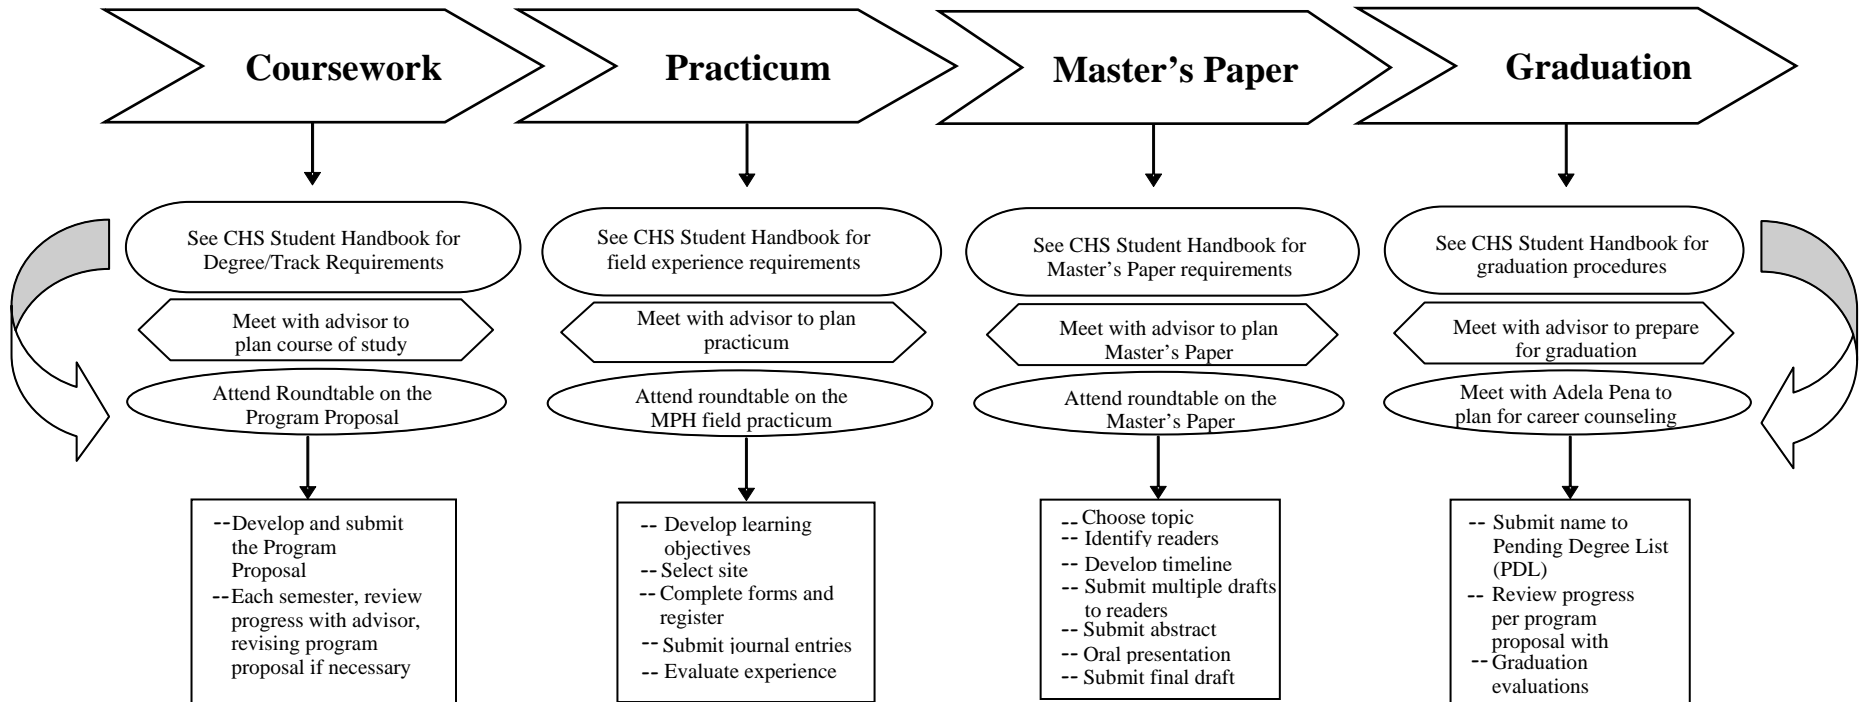 Coursework
Practicum
Master's Paper
Graduation
See CHS Student Handbook for
Degree/Track Requirements
See CHS Student Handbook for
field experience requirements
See CHS Student Handbook for
Master's Paper requirements
See CHS Student Handbook for
graduation procedures
Meet with advisor to
plan course of study
Meet with advisor to plan
practicum
Meet with advisor to plan
Master's Paper
Meet with advisor to prepare
for graduation
Attend Roundtable on the
Program Proposal
Attend roundtable on the
MPH field practicum
Attend roundtable on the
Master's Paper
Meet with Adela Pena to
plan for career counseling
--Develop and submit
the Program
Proposal
--Each semester, review
progress with advisor,
revising program
proposal if necessary
-- Develop learning
objectives
-- Select site
-- Complete forms and
register
-- Submit journal entries
-- Evaluate experience
-- Choose topic
-- Identify readers
-- Develop timeline
-- Submit multiple drafts
to readers
-- Submit abstract
-- Oral presentation
-- Submit final draft
-- Submit name to
Pending Degree List
(PDL)
-- Review progress
per program
proposal with
-- Graduation
evaluations